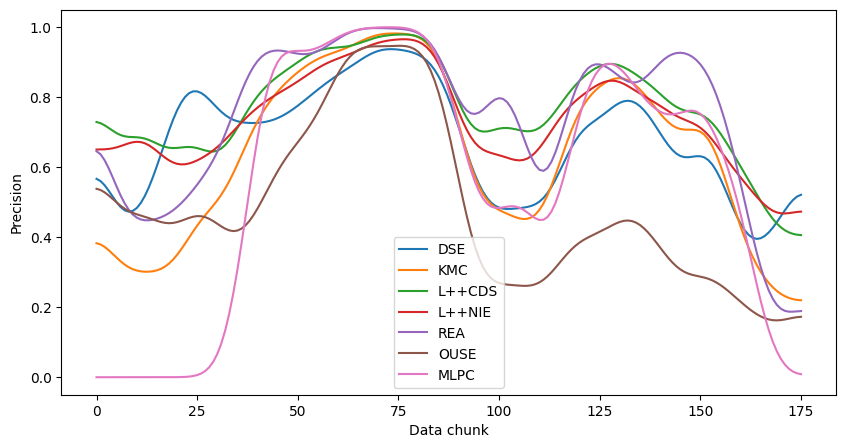 1.0
0.8
0.6
0.4
0.2
0.0
Precision
DSE
KMC
L++CDS
L++NIE
REA
OUSE
MLPC
0 25 50 75 100 125 150 175
Data chunk